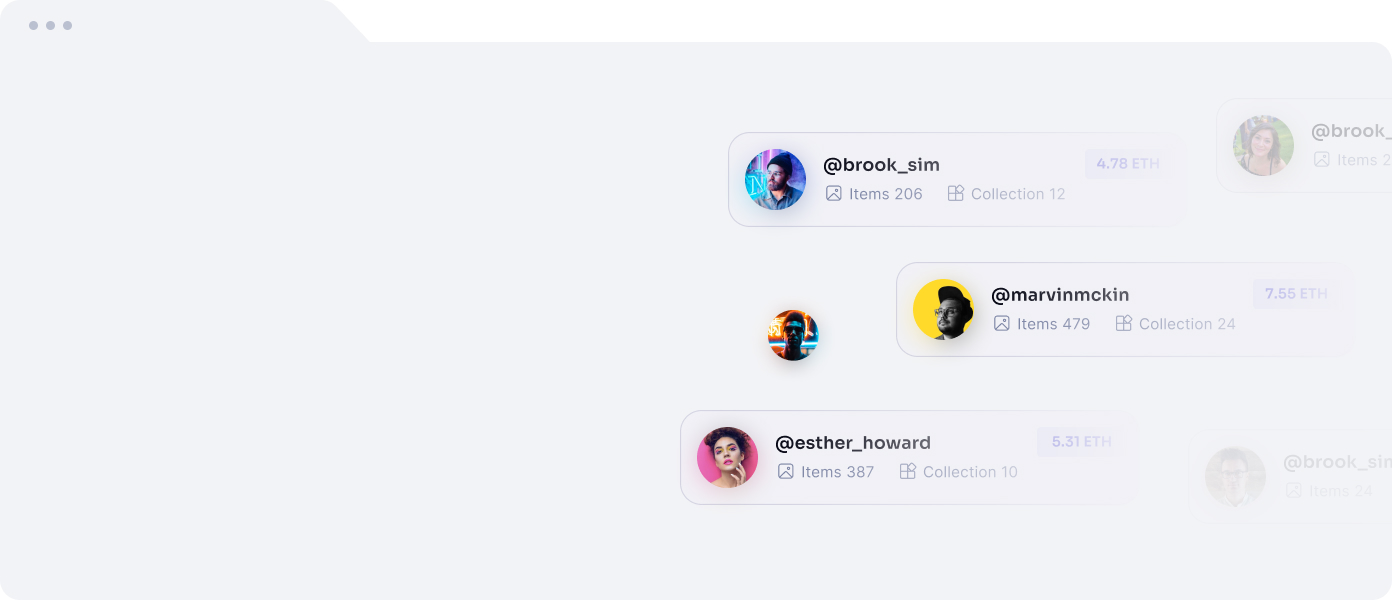 @brook_
Items 2
@brook_sim
4.78 ETH
Items 206
Collection 12
@marvinmckin
7.55 ETH
Items 479
Collection 24
@esther_howard
5.31 ETH
Items 387
Collection 10
@brook_sim
Items 24